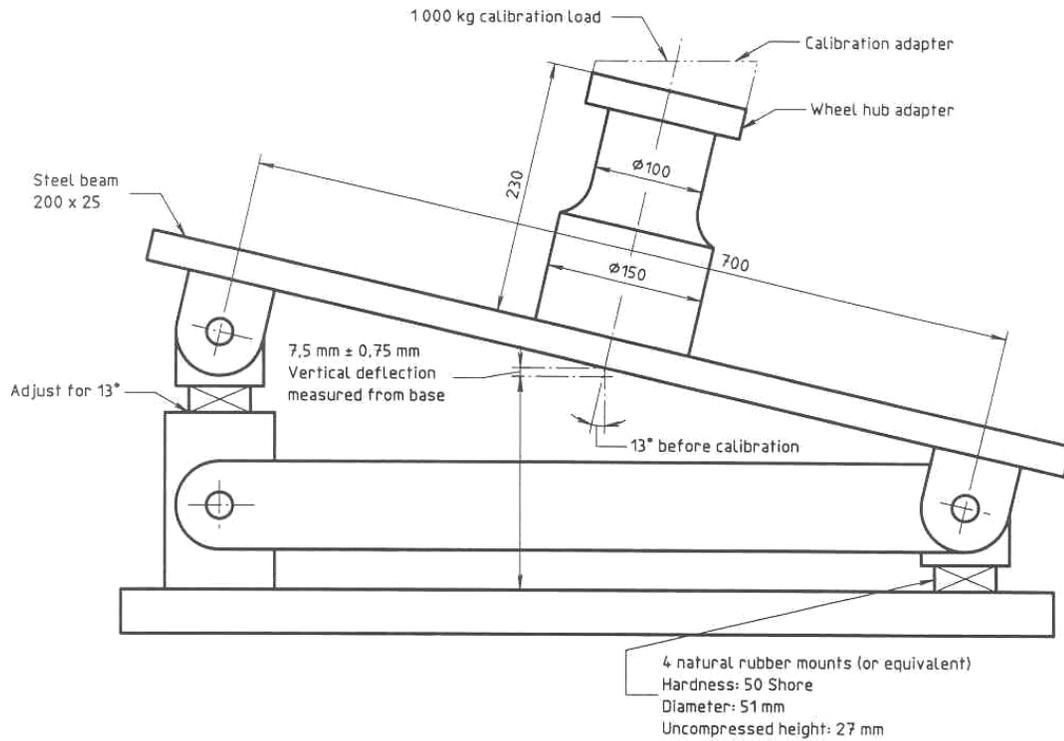 1 000 kg calibration load
Calibration adapter
Wheel hub adapter
230
ø100
Steel beam
200 x 25
700
ø150
7,5 mm ± 0,75 mm
Vertical deflection
measured from base
Adjust for 13°
13° before calibration
4 natural rubber mounts (or equivalent)
Hardness: 50 Shore
Diameter: 51 mm
Uncompressed height: 27 mm